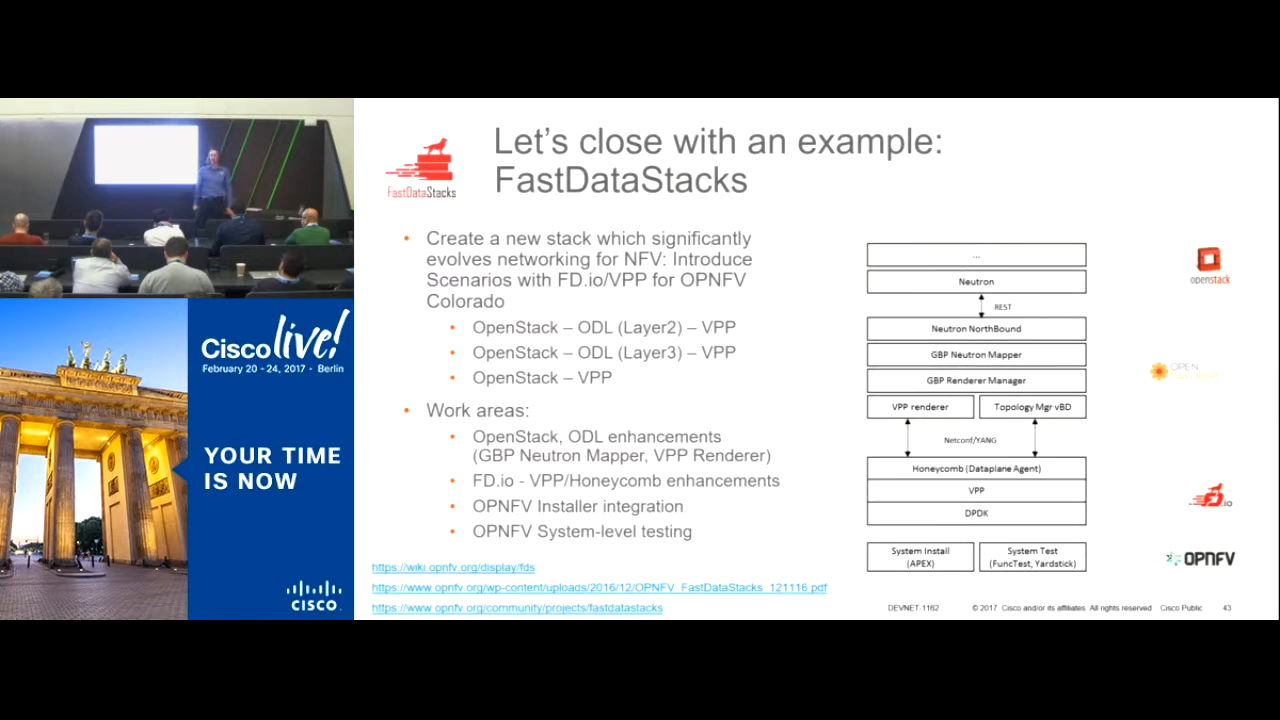 Let's close with an example:
FastDataStacks
FastDataStacks
• Create a new stack which significantly
evolves networking for NFV: Introduce
Scenarios with FD.io/VPP for OPNFV
Colorado
• OpenStack – ODL (Layer2) – VPP
• OpenStack – ODL (Layer3) – VPP
• OpenStack – VPP
• Work areas:
• OpenStack, ODL enhancements
(GBP Neutron Mapper, VPP Renderer)
• FD.io - VPP/Honeycomb enhancements
• OPNFV Installer integration
• OPNFV System-level testing
https://wiki.opnfv.org/display/fds
https://www.opnfv.org/wp-content/uploads/2016/12/OPNFV_FastDataStacks_121116.pdf
https://www.opnfv.org/community/projects/fastdatastacks
...
Neutron
REST
Neutron NorthBound
GBP Neutron Mapper
GBP Renderer Manager
VPP renderer
Topology Mgr vBD
Netconf/YANG
Honeycomb (Dataplane Agent)
VPP
DPDK
System Install
(APEX)
System Test
(FuncTest, Yardstick)
openstack
OPEN
.io
OPNFV
DEVNET-1162
© 2017 Cisco and/or its affiliates. All rights reserved.
Cisco Public
43
Cisco live!
February 20 - 24, 2017 · Berlin
YOUR TIME
IS NOW
CISCO.